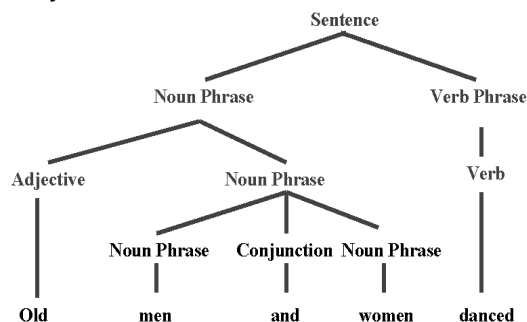 Sentence
Noun Phrase Verb Phrase
Adjective Noun Phrase Verb
Noun Phrase Conjunction Noun Phrase
Old men and women danced